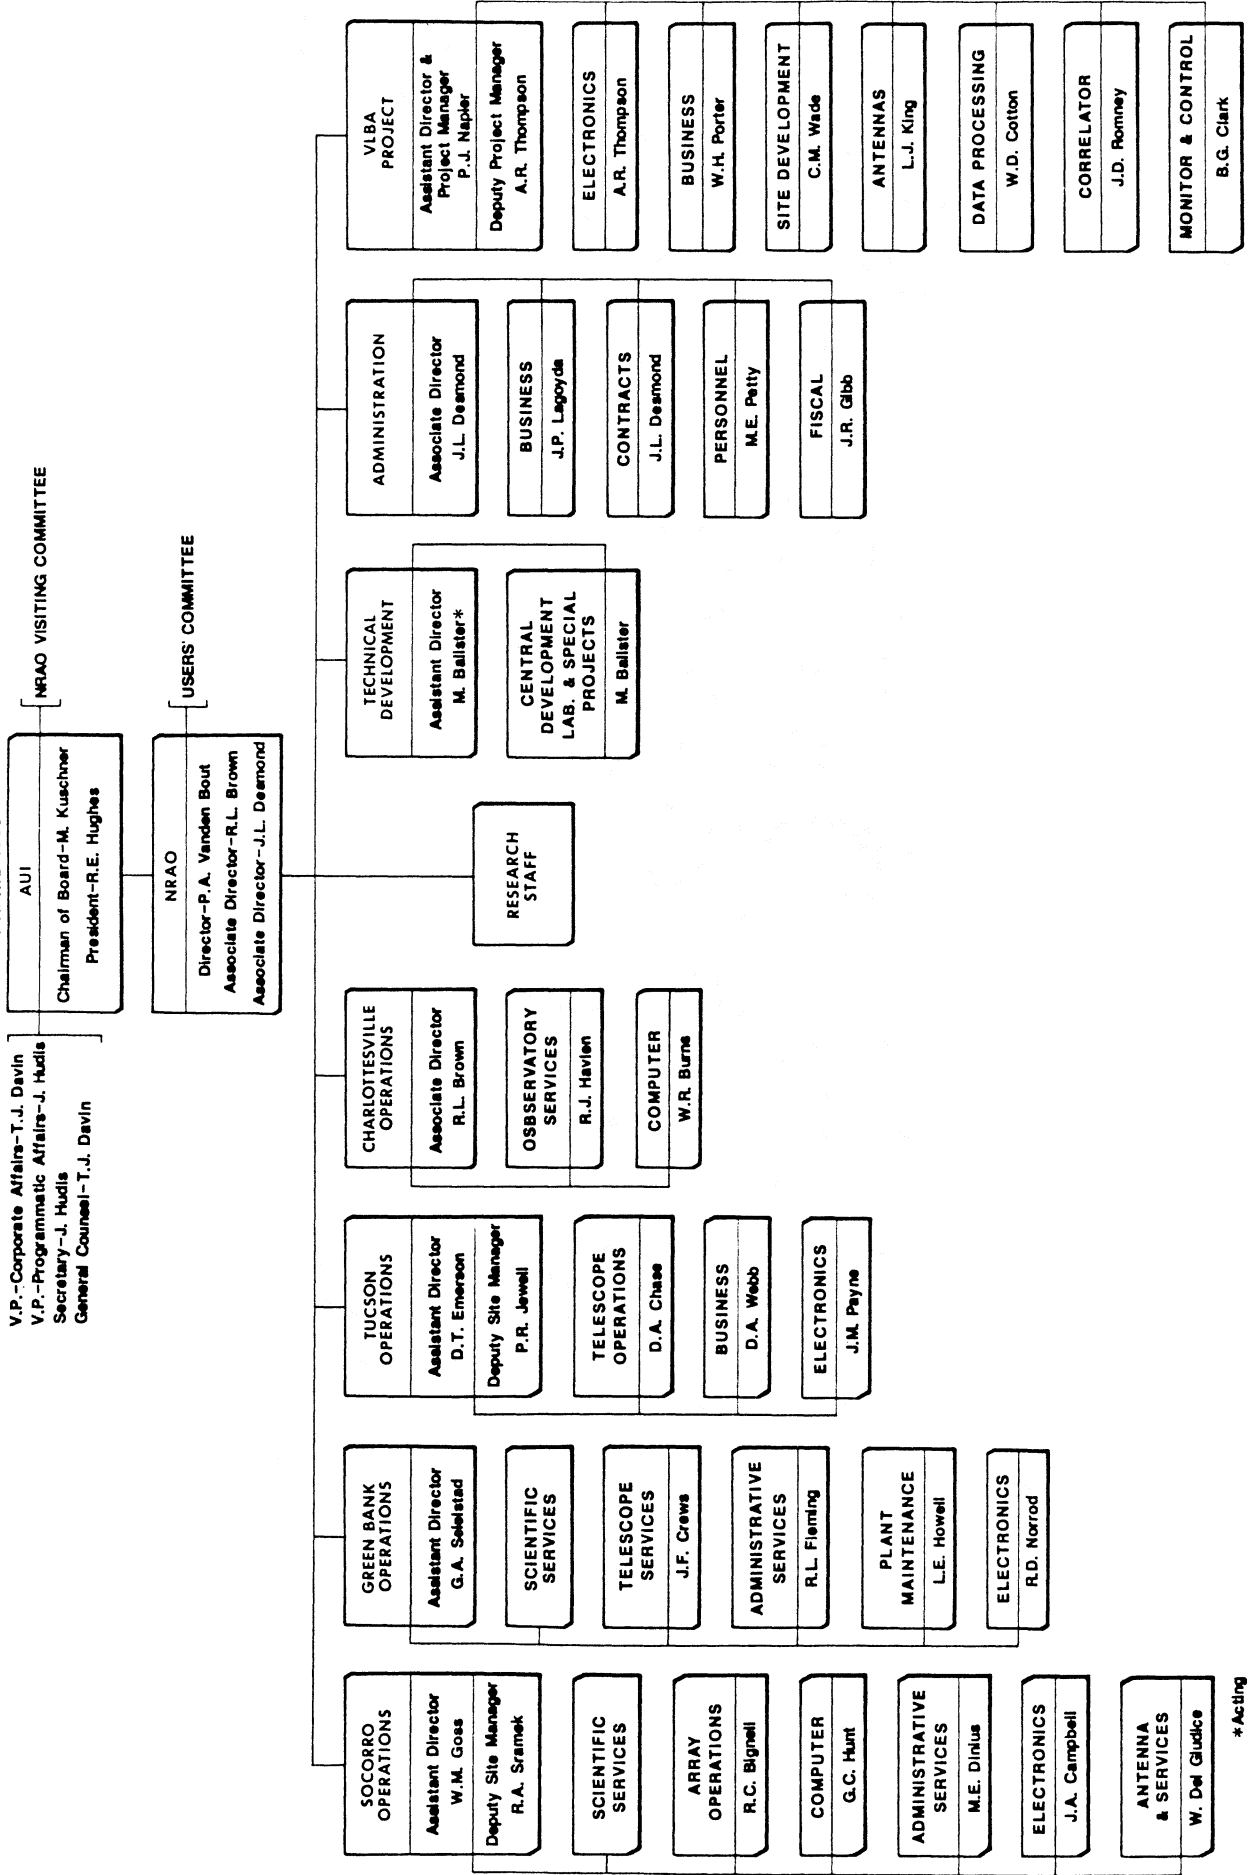 V.P.-Corporate Affairs-T.J. Davin
V.P.-Programmatic Affairs-J. Hudis
Secretary-J. Hudis
General Counsel-T.J. Davin
AUI
Chairman of Board-M. Kuschner
President-R.E. Hughes
NRAO VISITING COMMITTEE
NRAO
Director-P.A. Vanden Bout
Associate Director-R.L. Brown
Associate Director-J.L. Desmond
USERS' COMMITTEE
SOCORRO
OPERATIONS
Assistant Director
W.M. Goss
Deputy Site Manager
R.A. Sramek
SCIENTIFIC
SERVICES
ARRAY
OPERATIONS
R.C. Bignell
COMPUTER
G.C. Hunt
ADMINISTRATIVE
SERVICES
M.E. Dinius
ELECTRONICS
J.A. Campbell
ANTENNA
& SERVICES
W. Del Giudice
GREEN BANK
OPERATIONS
Assistant Director
G.A. Seielstad
SCIENTIFIC
SERVICES
TELESCOPE
SERVICES
J.F. Crews
ADMINISTRATIVE
SERVICES
R.L. Fleming
PLANT
MAINTENANCE
L.E. Howell
ELECTRONICS
R.D. Norrod
TUCSON
OPERATIONS
Assistant Director
D.T. Emerson
Deputy Site Manager
P.R. Jewell
TELESCOPE
OPERATIONS
D.A. Chase
BUSINESS
D.A. Webb
ELECTRONICS
J.M. Payne
CHARLOTTESVILLE
OPERATIONS
Associate Director
R.L. Brown
OSBSERVATORY
SERVICES
R.J. Havlen
COMPUTER
W.R. Burns
RESEARCH
STAFF
TECHNICAL
DEVELOPMENT
Assistant Director
M. Balister*
CENTRAL
DEVELOPMENT
LAB. & SPECIAL
PROJECTS
M. Balister
ADMINISTRATION
Associate Director
J.L. Desmond
BUSINESS
J.P. Lagoyda
CONTRACTS
J.L. Desmond
PERSONNEL
M.E. Petty
FISCAL
J.R. Gibb
VLBA
PROJECT
Assistant Director &
Project Manager
P.J. Napier
Deputy Project Manager
A.R. Thompson
ELECTRONICS
A.R. Thompson
BUSINESS
W.H. Porter
SITE DEVELOPMENT
C.M. Wade
ANTENNAS
L.J. King
DATA PROCESSING
W.D. Cotton
CORRELATOR
J.D. Romney
MONITOR & CONTROL
B.G. Clark
*Acting